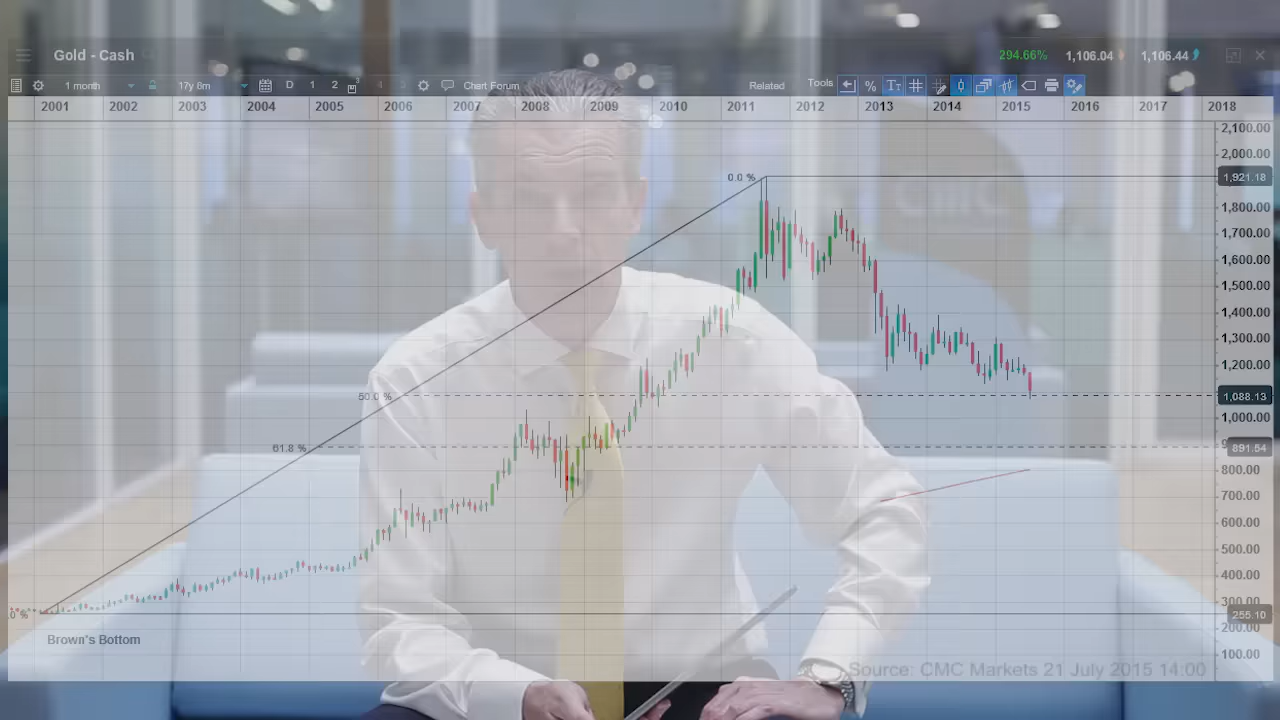 Gold - Cash
294.66% 1,106.04 1,106.44
1 month 17y 8m D 1 2 Chart Forum Related Tools %
2001 2002 2003 2004 2005 2006 2007 2008 2009 2010 2011 2012 2013 2014 2015 2016 2017 2018
2,100.00
2,000.00
0.0 % 1,921.18
1,800.00
1,700.00
1,600.00
1,500.00
1,400.00
1,300.00
1,200.00
50.0 % 1,088.13
1,000.00
61.8 % 891.54
800.00
700.00
600.00
500.00
400.00
300.00
255.10
200.00
Brown's Bottom
100.00
Source: CMC Markets 21 July 2015 14:00